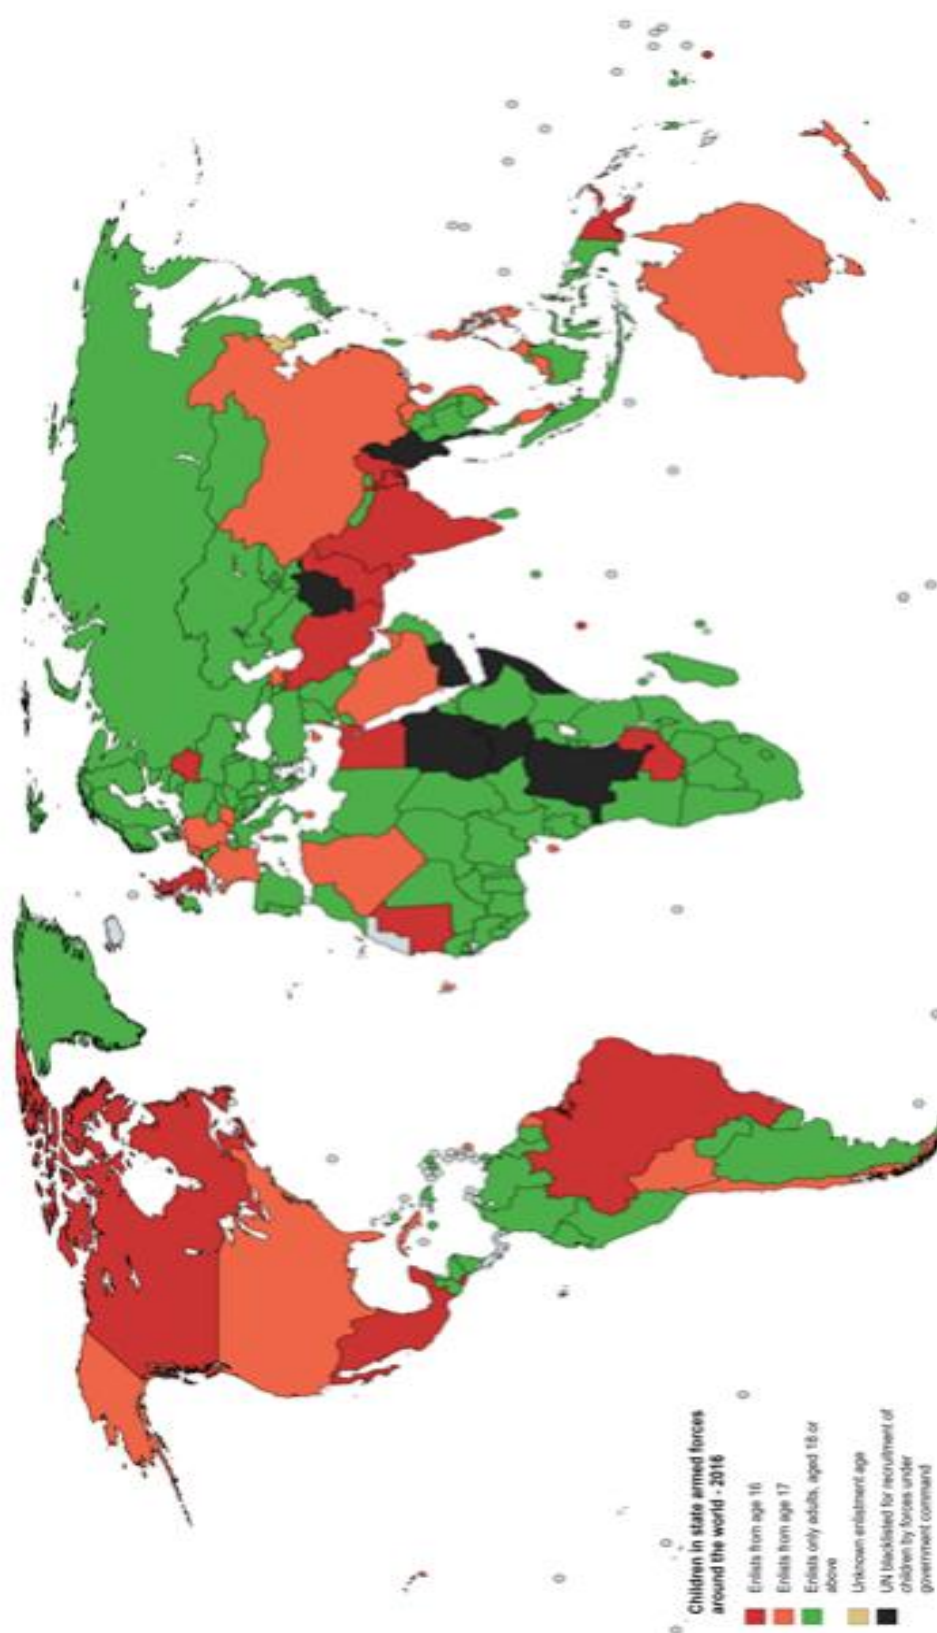 Children in state armed forces
around the world - 2016
Enlists from age 16
Enlists from age 17
Enlists only adults, aged 18 or
above
Unknown enlistment age
UN blacklisted for recruitment of
children by forces under
government command